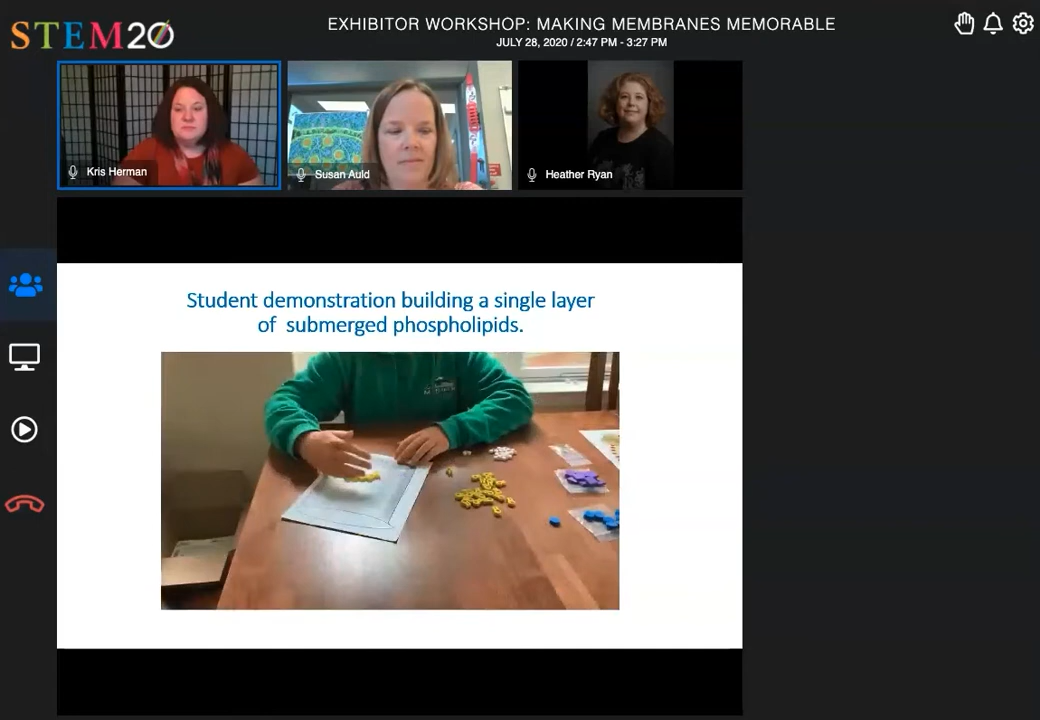 STEM20
EXHIBITOR WORKSHOP: MAKING MEMBRANES MEMORABLE
JULY 28, 2020 / 2:47 PM - 3:27 PM
Kris Herman
Susan Auld
Heather Ryan
Student demonstration building a single layer
of submerged phospholipids.